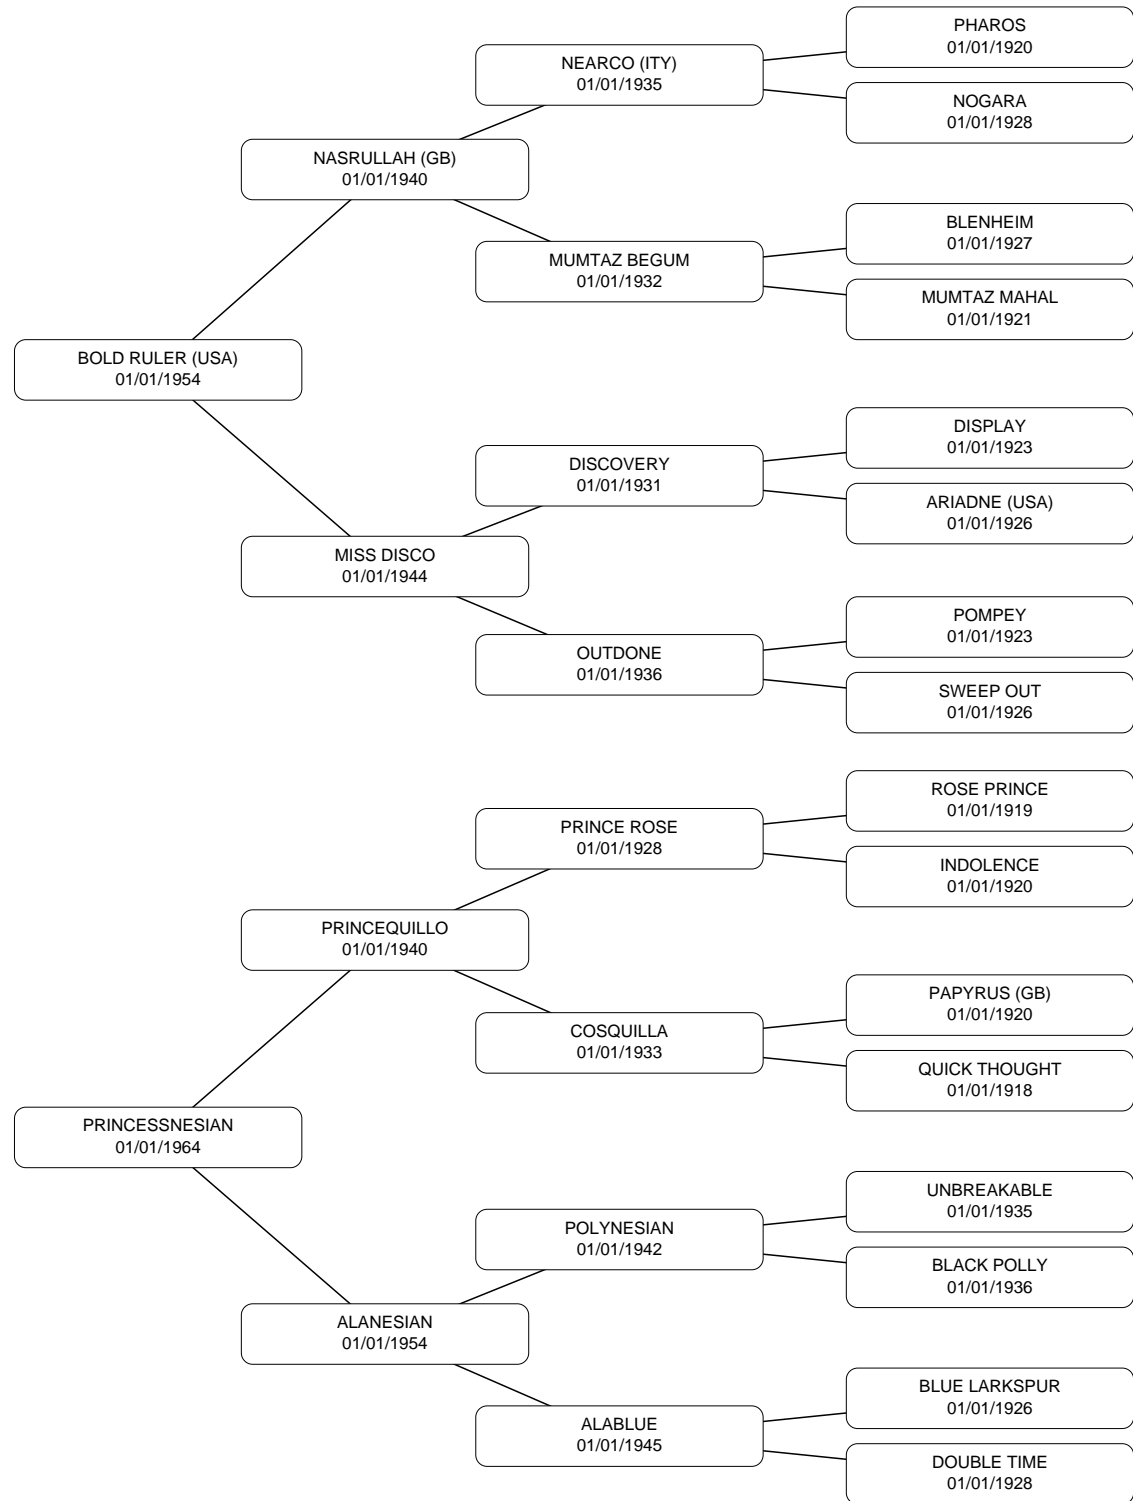 PHAROS
01/01/1920
NEARCO (ITY)
01/01/1935
NOGARA
01/01/1928
NASRULLAH (GB)
01/01/1940
BLENHEIM
01/01/1927
MUMTAZ BEGUM
01/01/1932
MUMTAZ MAHAL
01/01/1921
BOLD RULER (USA)
01/01/1954
DISPLAY
01/01/1923
DISCOVERY
01/01/1931
ARIADNE (USA)
01/01/1926
MISS DISCO
01/01/1944
POMPEY
01/01/1923
OUTDONE
01/01/1936
SWEEP OUT
01/01/1926
ROSE PRINCE
01/01/1919
PRINCE ROSE
01/01/1928
INDOLENCE
01/01/1920
PRINCEQUILLO
01/01/1940
PAPYRUS (GB)
01/01/1920
COSQUILLA
01/01/1933
QUICK THOUGHT
01/01/1918
PRINCESSNESIAN
01/01/1964
UNBREAKABLE
01/01/1935
POLYNESIAN
01/01/1942
BLACK POLLY
01/01/1936
ALANESIAN
01/01/1954
BLUE LARKSPUR
01/01/1926
ALABLUE
01/01/1945
DOUBLE TIME
01/01/1928